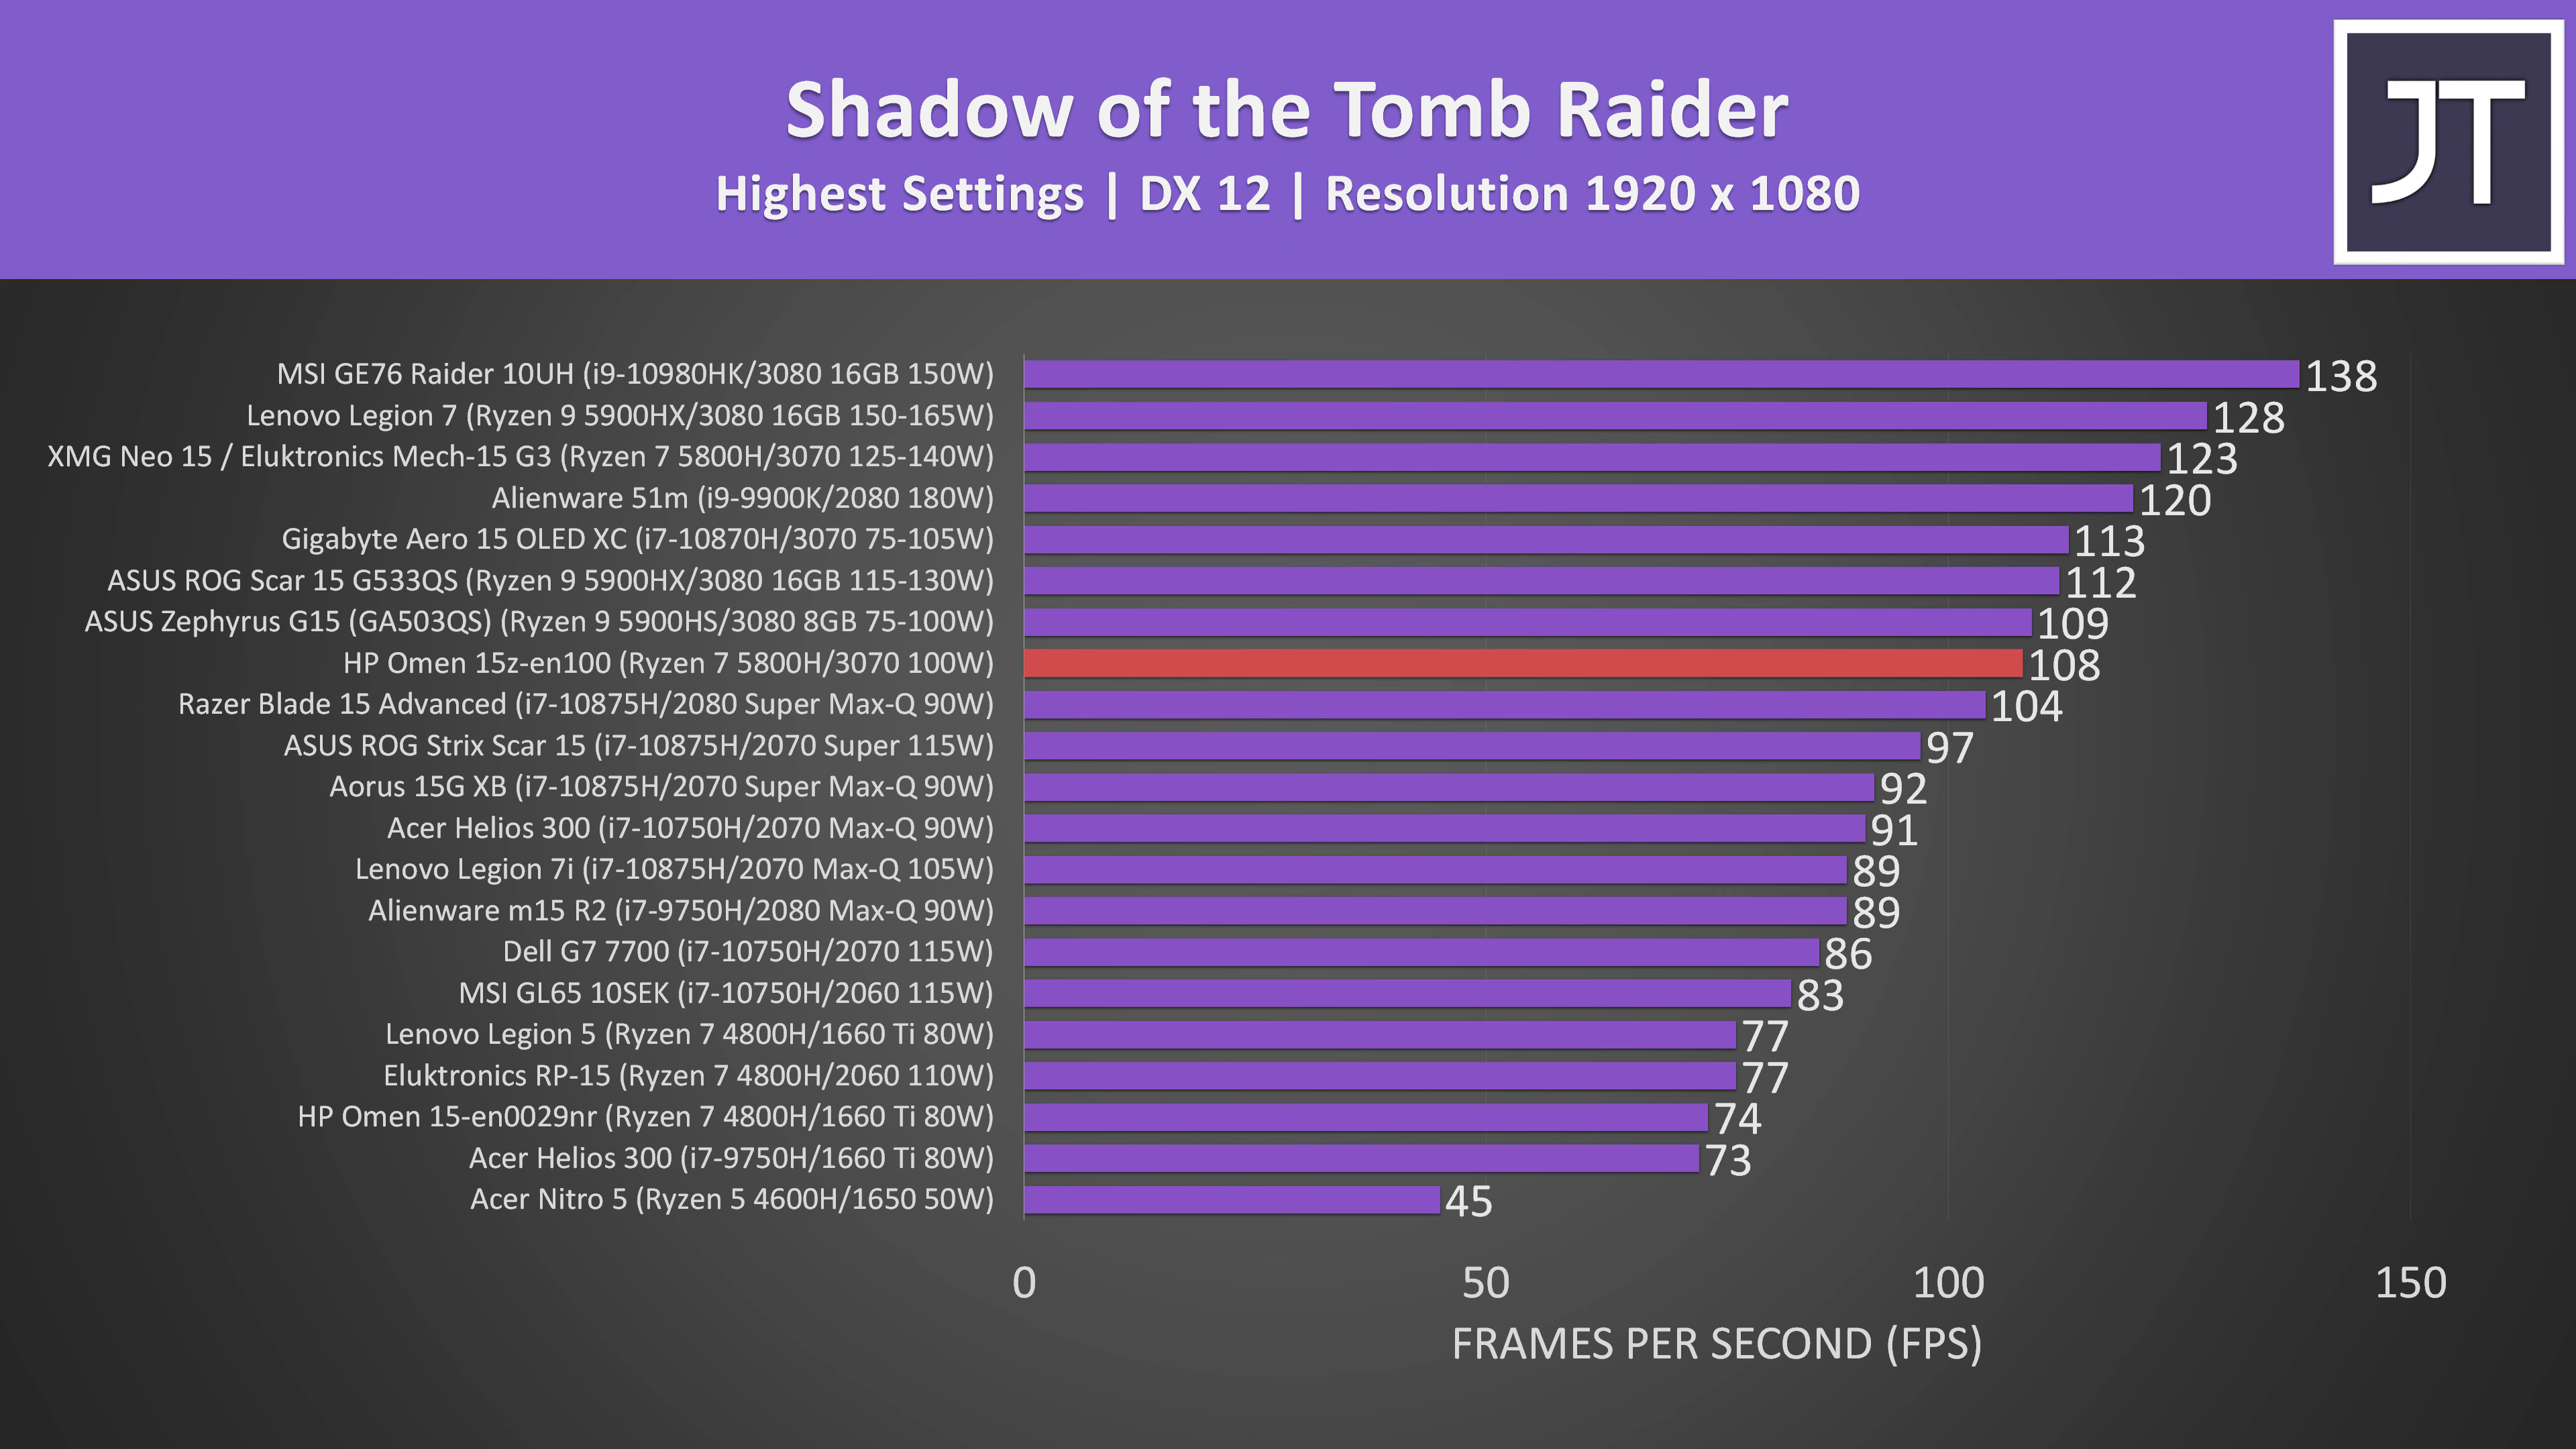 Shadow of the Tomb Raider
Highest Settings | DX 12 | Resolution 1920 x 1080
JT
MSI GE76 Raider 10UH (i9-10980HK/3080 16GB 150W) 138
Lenovo Legion 7 (Ryzen 9 5900HX/3080 16GB 150-165W) 128
XMG Neo 15 / Eluktronics Mech-15 G3 (Ryzen 7 5800H/3070 125-140W) 123
Alienware 51m (i9-9900K/2080 180W) 120
Gigabyte Aero 15 OLED XC (i7-10870H/3070 75-105W) 113
ASUS ROG Scar 15 G533QS (Ryzen 9 5900HX/3080 16GB 115-130W) 112
ASUS Zephyrus G15 (GA503QS) (Ryzen 9 5900HS/3080 8GB 75-100W) 109
HP Omen 15z-en100 (Ryzen 7 5800H/3070 100W) 108
Razer Blade 15 Advanced (i7-10875H/2080 Super Max-Q 90W) 104
ASUS ROG Strix Scar 15 (i7-10875H/2070 Super 115W) 97
Aorus 15G XB (i7-10875H/2070 Super Max-Q 90W) 92
Acer Helios 300 (i7-10750H/2070 Max-Q 90W) 91
Lenovo Legion 7i (i7-10875H/2070 Max-Q 105W) 89
Alienware m15 R2 (i7-9750H/2080 Max-Q 90W) 89
Dell G7 7700 (i7-10750H/2070 115W) 86
MSI GL65 10SEK (i7-10750H/2060 115W) 83
Lenovo Legion 5 (Ryzen 7 4800H/1660 Ti 80W) 77
Eluktronics RP-15 (Ryzen 7 4800H/2060 110W) 77
HP Omen 15-en0029nr (Ryzen 7 4800H/1660 Ti 80W) 74
Acer Helios 300 (i7-9750H/1660 Ti 80W) 73
Acer Nitro 5 (Ryzen 5 4600H/1650 50W) 45
0 50 100 150
FRAMES PER SECOND (FPS)